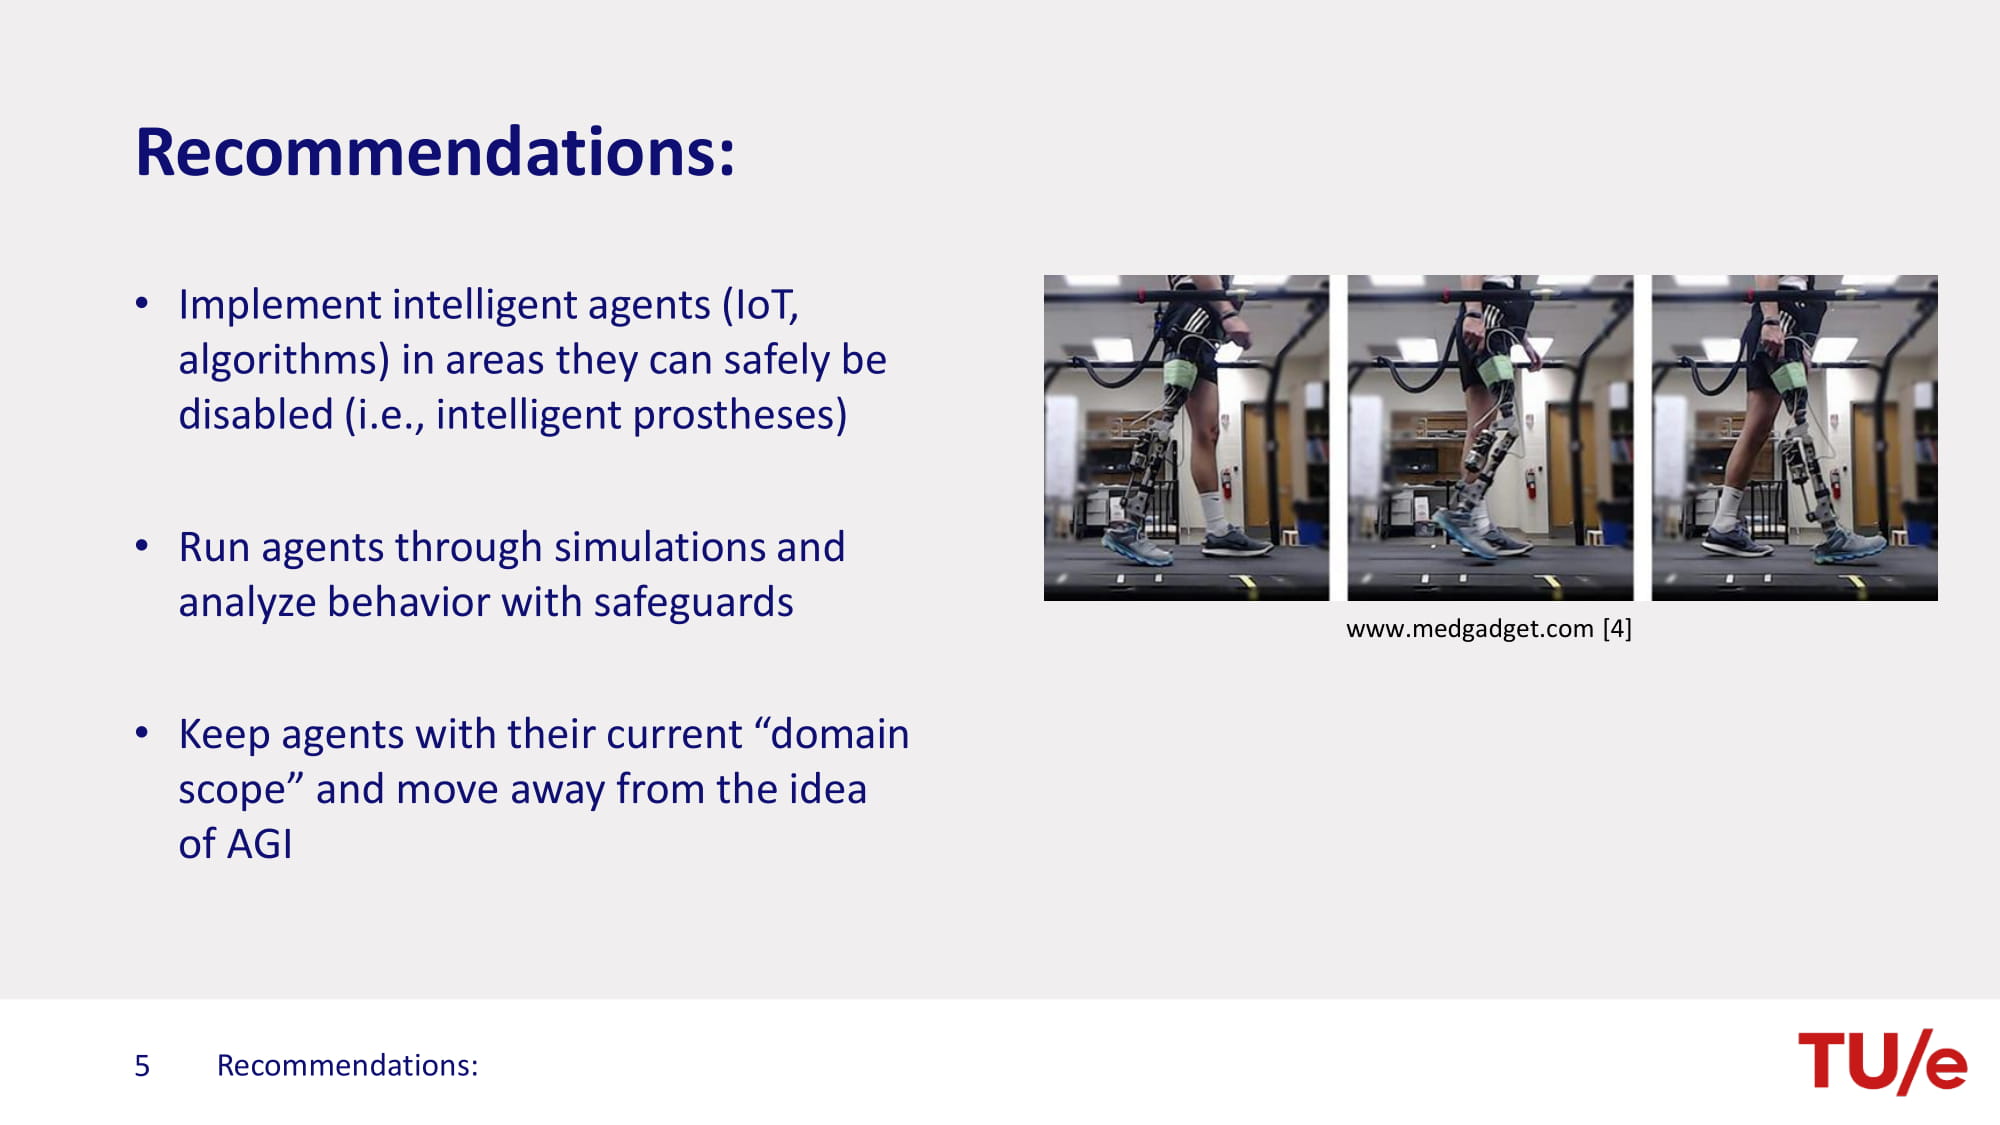 Recommendations:
• Implement intelligent agents (IoT,
algorithms) in areas they can safely be
disabled (i.e., intelligent prostheses)
• Run agents through simulations and
analyze behavior with safeguards
• Keep agents with their current “domain
scope” and move away from the idea
of AGI
www.medgadget.com [4]
5 Recommendations:
TU/e